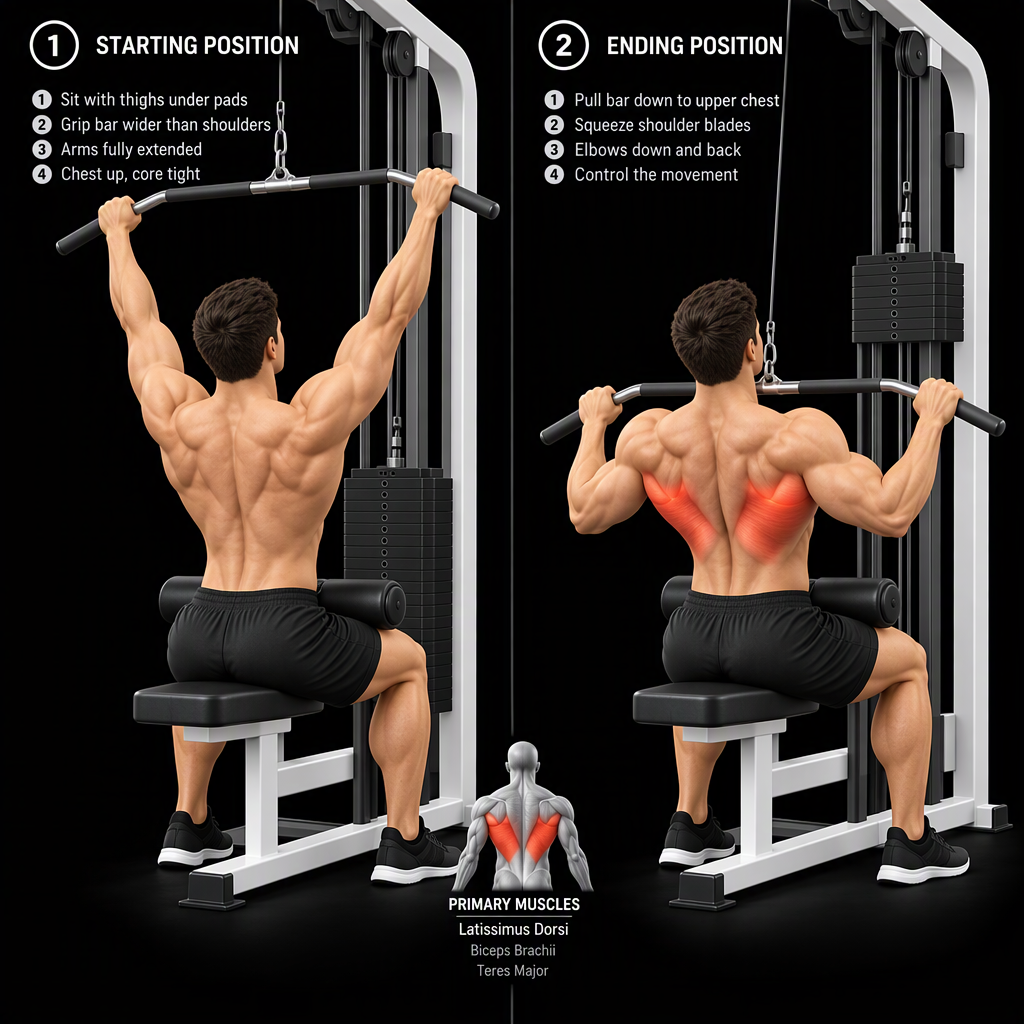 1 STARTING POSITION
1 Sit with thighs under pads
2 Grip bar wider than shoulders
3 Arms fully extended
4 Chest up, core tight
2 ENDING POSITION
1 Pull bar down to upper chest
2 Squeeze shoulder blades
3 Elbows down and back
4 Control the movement
PRIMARY MUSCLES
Latissimus Dorsi
Biceps Brachii
Teres Major